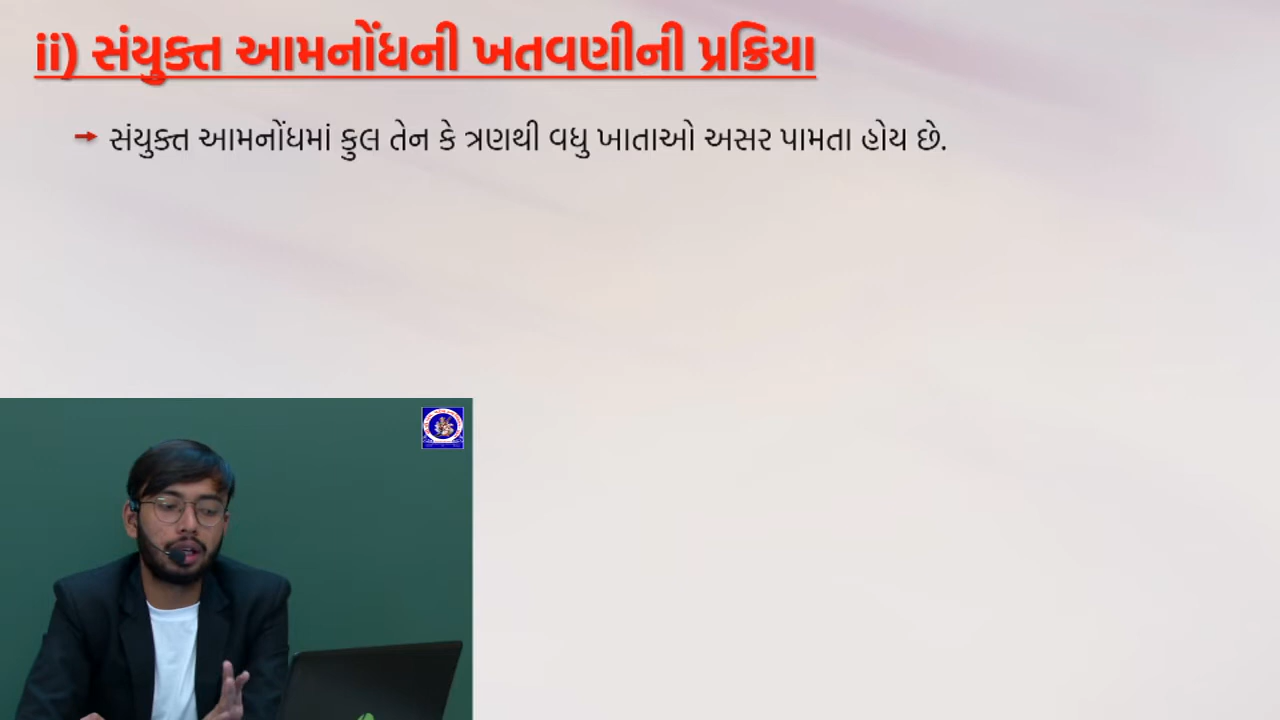 ii) સંયુક્ત આમનોંધની ખતવણીની પ્રક્રિયા
→ સંયુક્ત આમનોંધમાં કુલ તેન કે ત્રણથી વધુ ખાતાઓ અસર પામતા હોય છે.